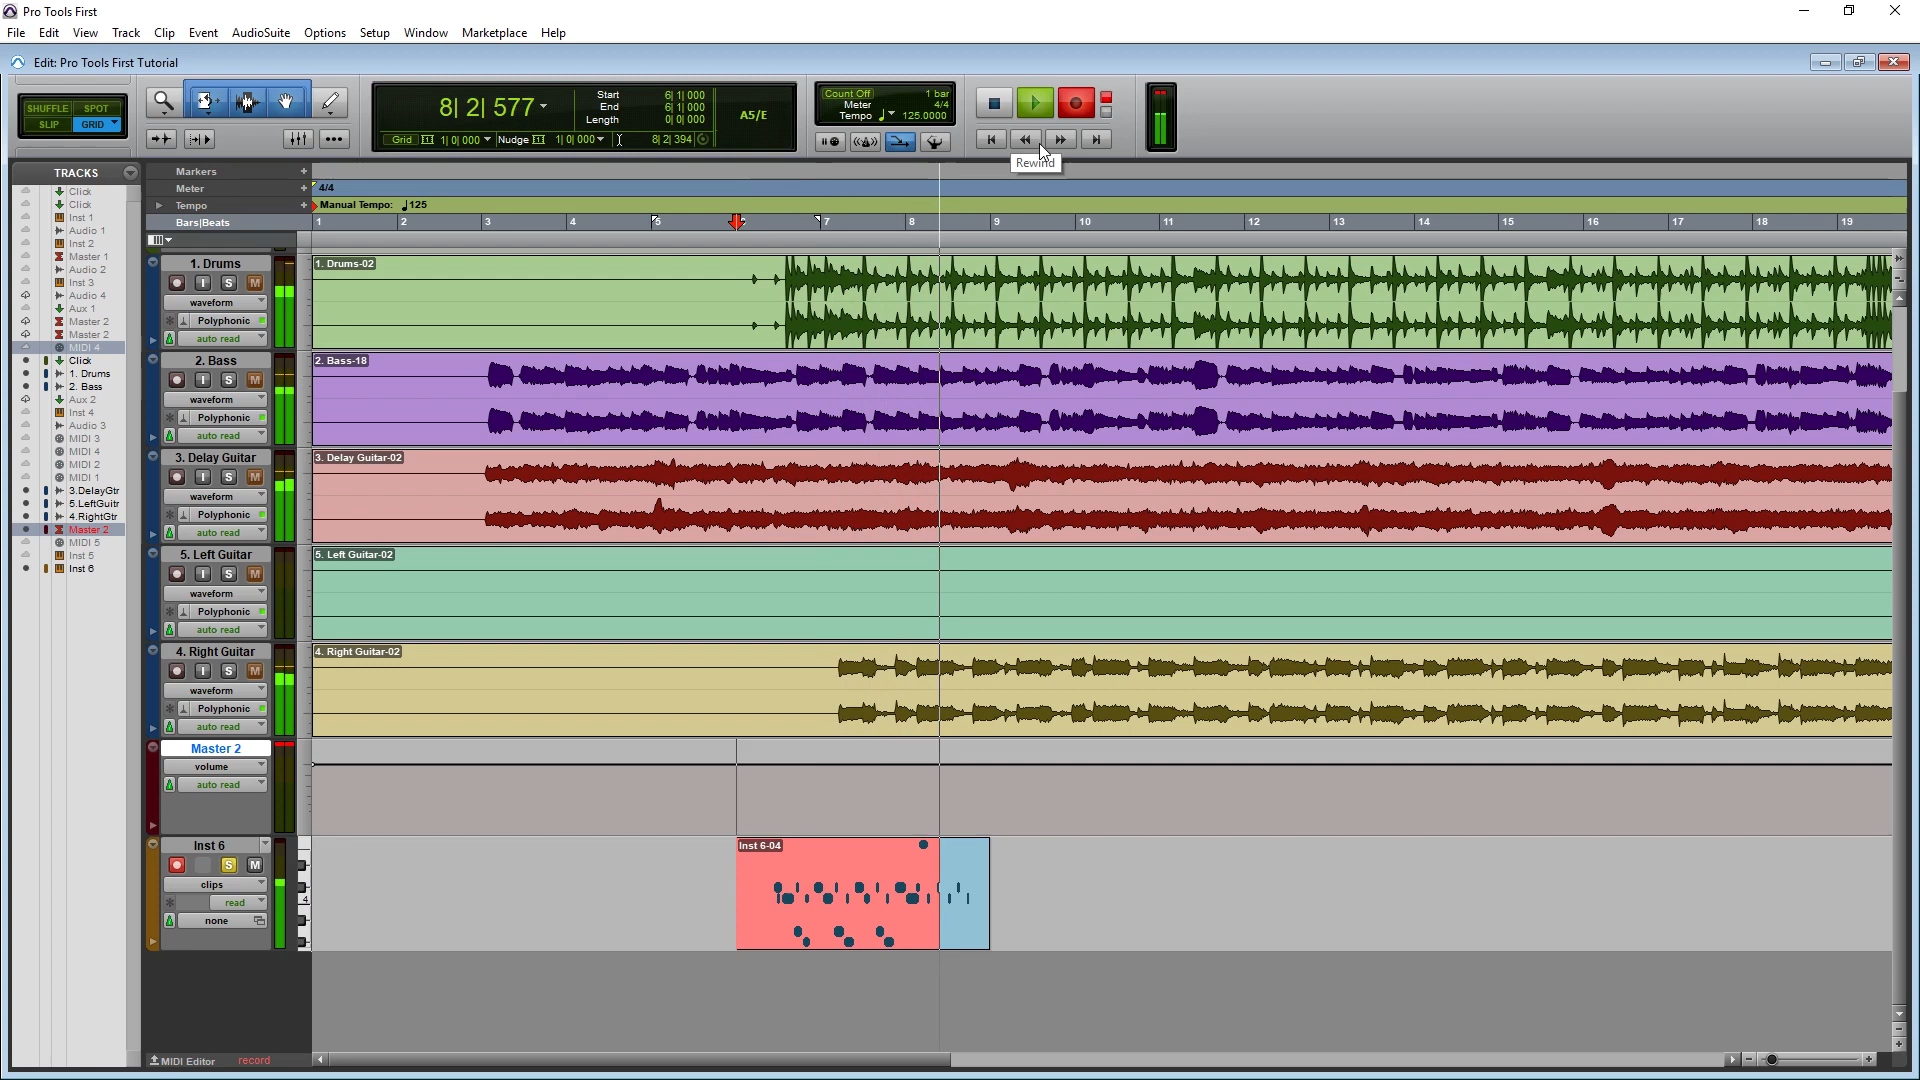 Pro Tools First
File Edit View Track Clip Event AudioSuite Options Setup Window Marketplace Help
Edit: Pro Tools First Tutorial
SHUFFLE SPOT
SLIP GRID
8| 2| 577
Start 6| 1| 000
End 6| 1| 000
Length 0| 0| 000
A5/E
Grid 1| 0| 000 Nudge 1| 0| 000 8| 2| 394
Count Off 1 bar
Meter 4/4
Tempo 125.0000
Rewind
TRACKS
Click
Click
Inst 1
Audio 1
Inst 2
Master 1
Audio 2
Inst 3
Audio 4
Aux 1
Master 2
Master 2
MIDI 4
Click
1. Drums
2. Bass
Aux 2
Inst 4
Audio 3
MIDI 3
MIDI 4
MIDI 2
MIDI 1
3.DelayGtr
5.LeftGuitr
4.RightGtr
Master 2
MIDI 5
Inst 5
Inst 6
Markers +
Meter + 4/4
Tempo + Manual Tempo: 125
Bars|Beats 1 2 3 4 5 7 8 9 10 11 12 13 14 15 16 17 18 19
1. Drums
I S M
waveform
Polyphonic
auto read
1. Drums-02
2. Bass
I S M
waveform
Polyphonic
auto read
2. Bass-18
3. Delay Guitar
I S M
waveform
Polyphonic
auto read
3. Delay Guitar-02
5. Left Guitar
I S M
waveform
Polyphonic
auto read
5. Left Guitar-02
4. Right Guitar
I S M
waveform
Polyphonic
auto read
4. Right Guitar-02
Master 2
volume
auto read
Inst 6
S M
clips
read
none
4
Inst 6-04
MIDI Editor record